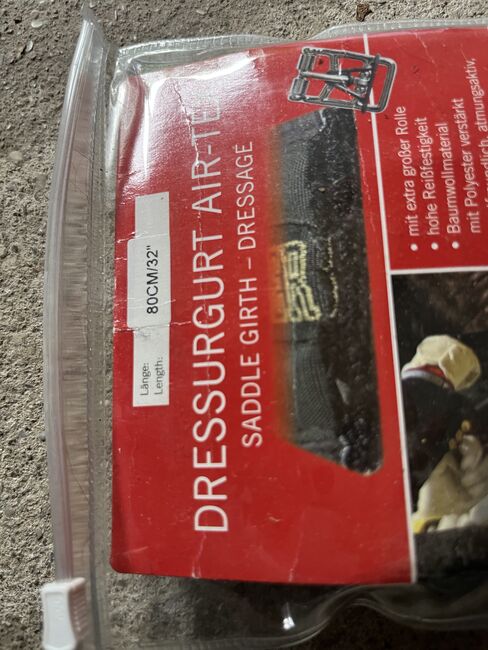 Länge:
Length:
80CM/32"
DRESSURGURT AIR-TE
SADDLE GIRTH – DRESSAGE
• mit extra großer Rolle
• hohe Reißfestigkeit
• Baumwollmaterial
mit Polyester verstärkt
atmungsaktiv,